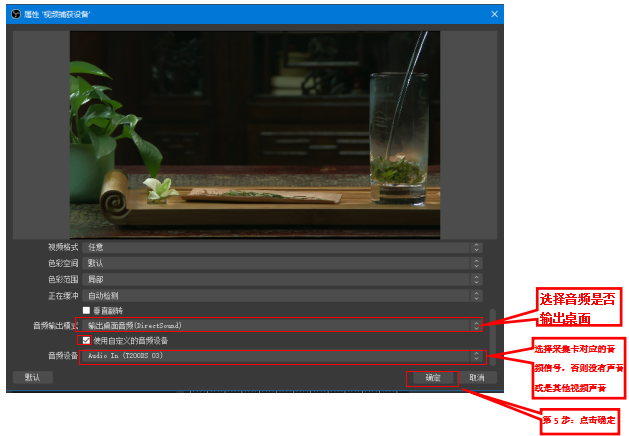 属性 '视频捕获设备'
视频格式 任意
色彩空间 默认
色彩范围 局部
正在缓冲 自动检测
垂直翻转
音频输出模式 输出桌面音频(DirectSound)
使用自定义的音频设备
音频设备 Audio In (T200BS 03)
默认 确定 取消
选择音频是否
输出桌面
选择采集卡对应的音
频信号，否则没有声音
或是其他视频声音
第 5 步：点击确定